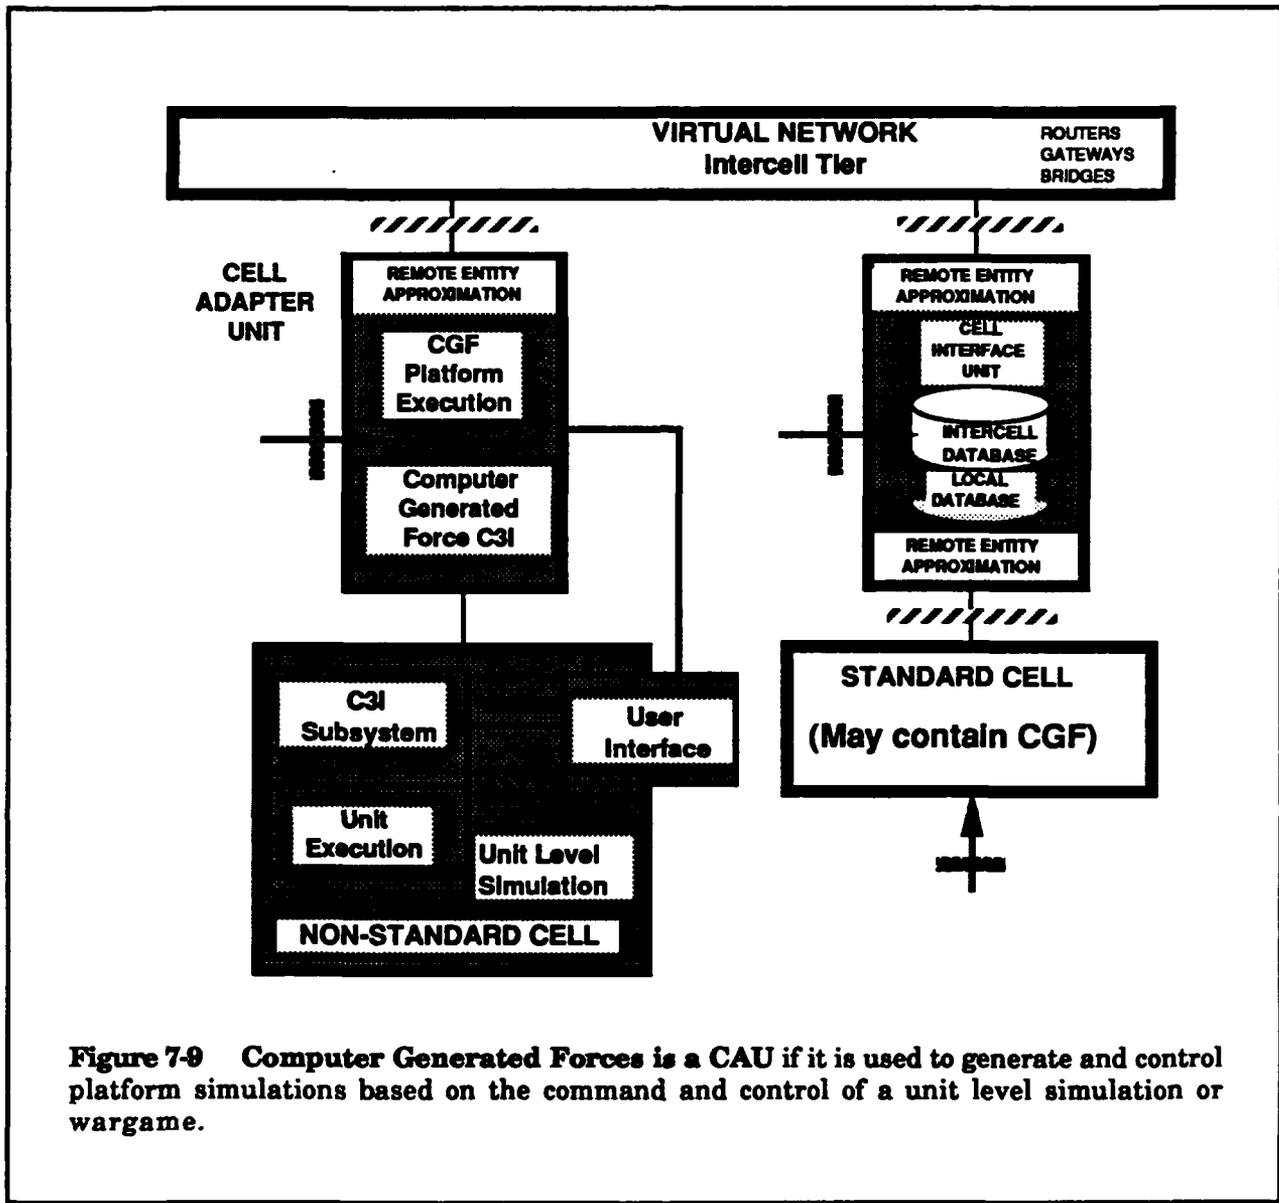 VIRTUAL NETWORK
Intercell Tier
ROUTERS
GATEWAYS
BRIDGES
CELL
ADAPTER
UNIT
REMOTE ENTITY
APPROXIMATION
CGF
Platform
Execution
Computer
Generated
Force C3I
REMOTE ENTITY
APPROXIMATION
CELL
INTERFACE
UNIT
INTERCELL
DATABASE
LOCAL
DATABASE
REMOTE ENTITY
APPROXIMATION
C3I
Subsystem
User
Interface
Unit
Execution
Unit Level
Simulation
NON-STANDARD CELL
STANDARD CELL
(May contain CGF)
Figure 7-9 Computer Generated Forces is a CAU if it is used to generate and control
platform simulations based on the command and control of a unit level simulation or
wargame.